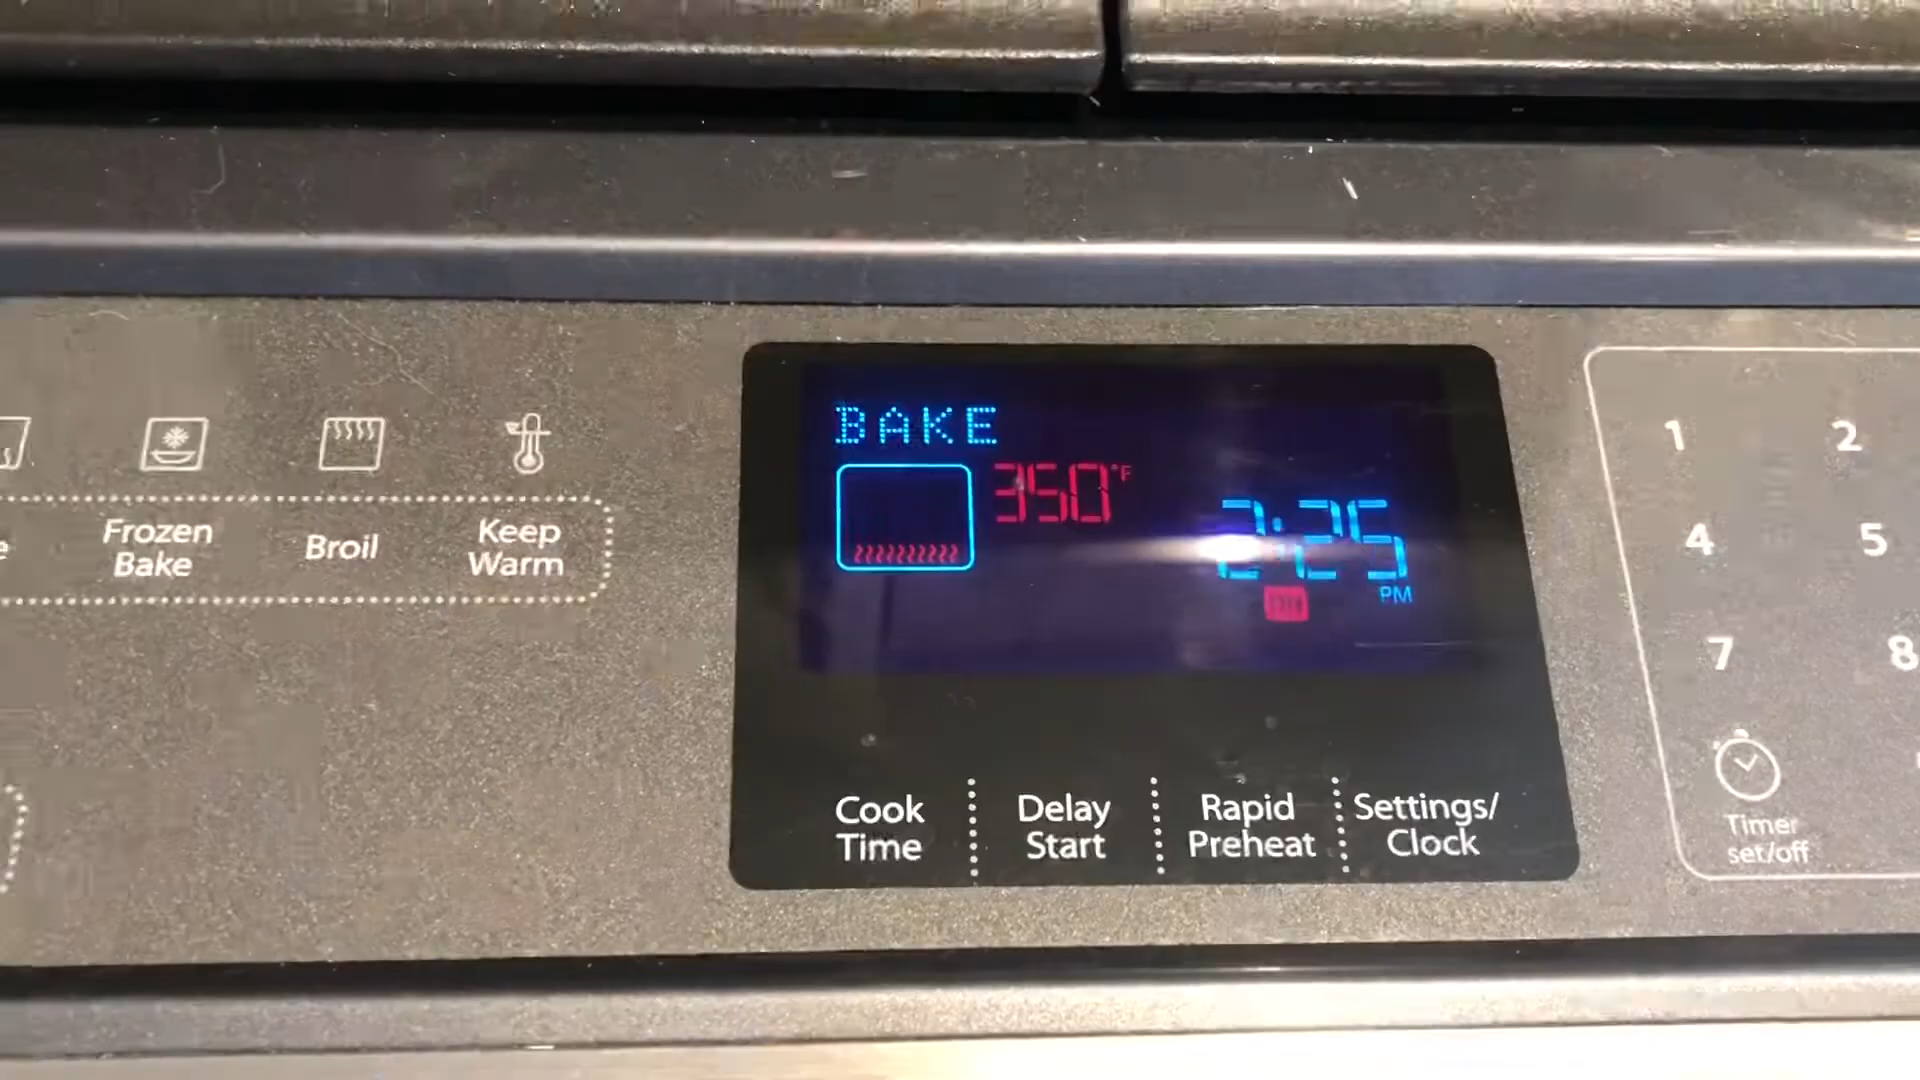 BAKE
350°F
2:25
PM
Frozen
Bake
Broil
Keep
Warm
Cook
Time
Delay
Start
Rapid
Preheat
Settings/
Clock
1 2
4 5
7 8
Timer
set/off